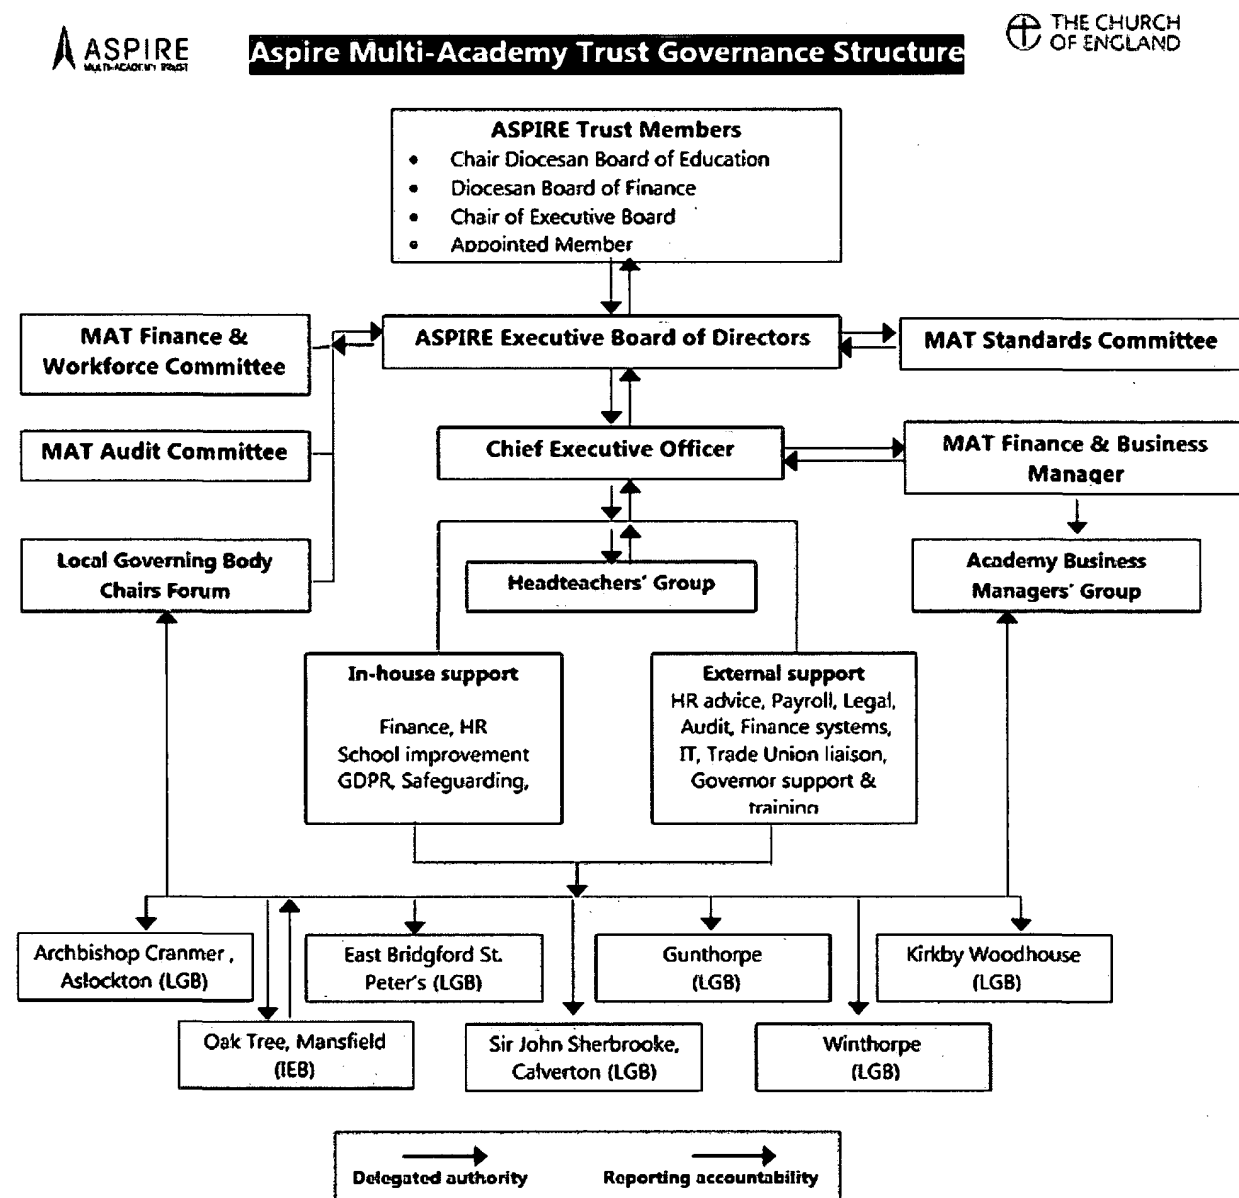 ASPIRE
MULTI-ACADEMY TRUST
Aspire Multi-Academy Trust Governance Structure
THE CHURCH
OF ENGLAND
ASPIRE Trust Members
• Chair Diocesan Board of Education
• Diocesan Board of Finance
• Chair of Executive Board
• Appointed Member
MAT Finance &
Workforce Committee
ASPIRE Executive Board of Directors
MAT Standards Committee
MAT Audit Committee
Chief Executive Officer
MAT Finance & Business
Manager
Local Governing Body
Chairs Forum
Headteachers' Group
Academy Business
Managers' Group
In-house support
Finance, HR
School improvement
GDPR, Safeguarding,
External support
HR advice, Payroll, Legal,
Audit, Finance systems,
IT, Trade Union liaison,
Governor support &
training
Archbishop Cranmer ,
Aslockton (LGB)
East Bridgford St.
Peter's (LGB)
Gunthorpe
(LGB)
Kirkby Woodhouse
(LGB)
Oak Tree, Mansfield
(IEB)
Sir John Sherbrooke,
Calverton (LGB)
Winthorpe
(LGB)
Delegated authority
Reporting accountability